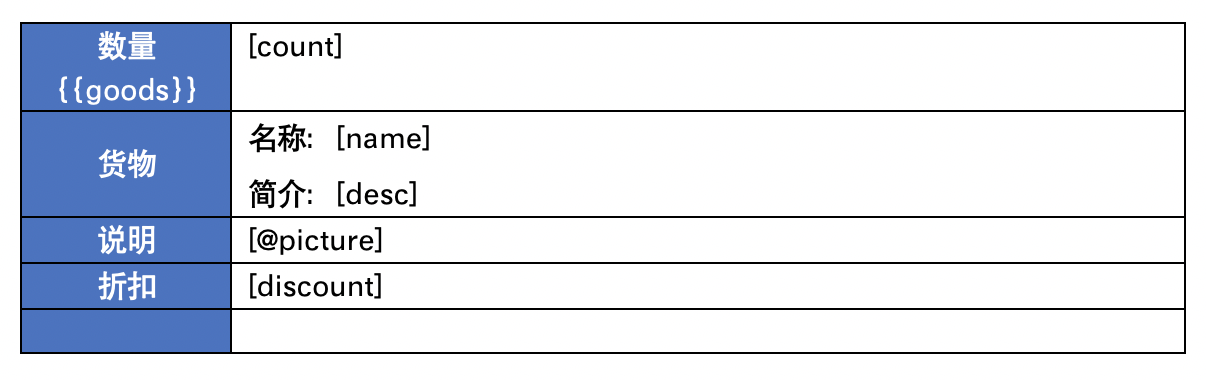 数量
{{goods}}
[count]
货物
名称: [name]
简介: [desc]
说明
[@picture]
折扣
[discount]